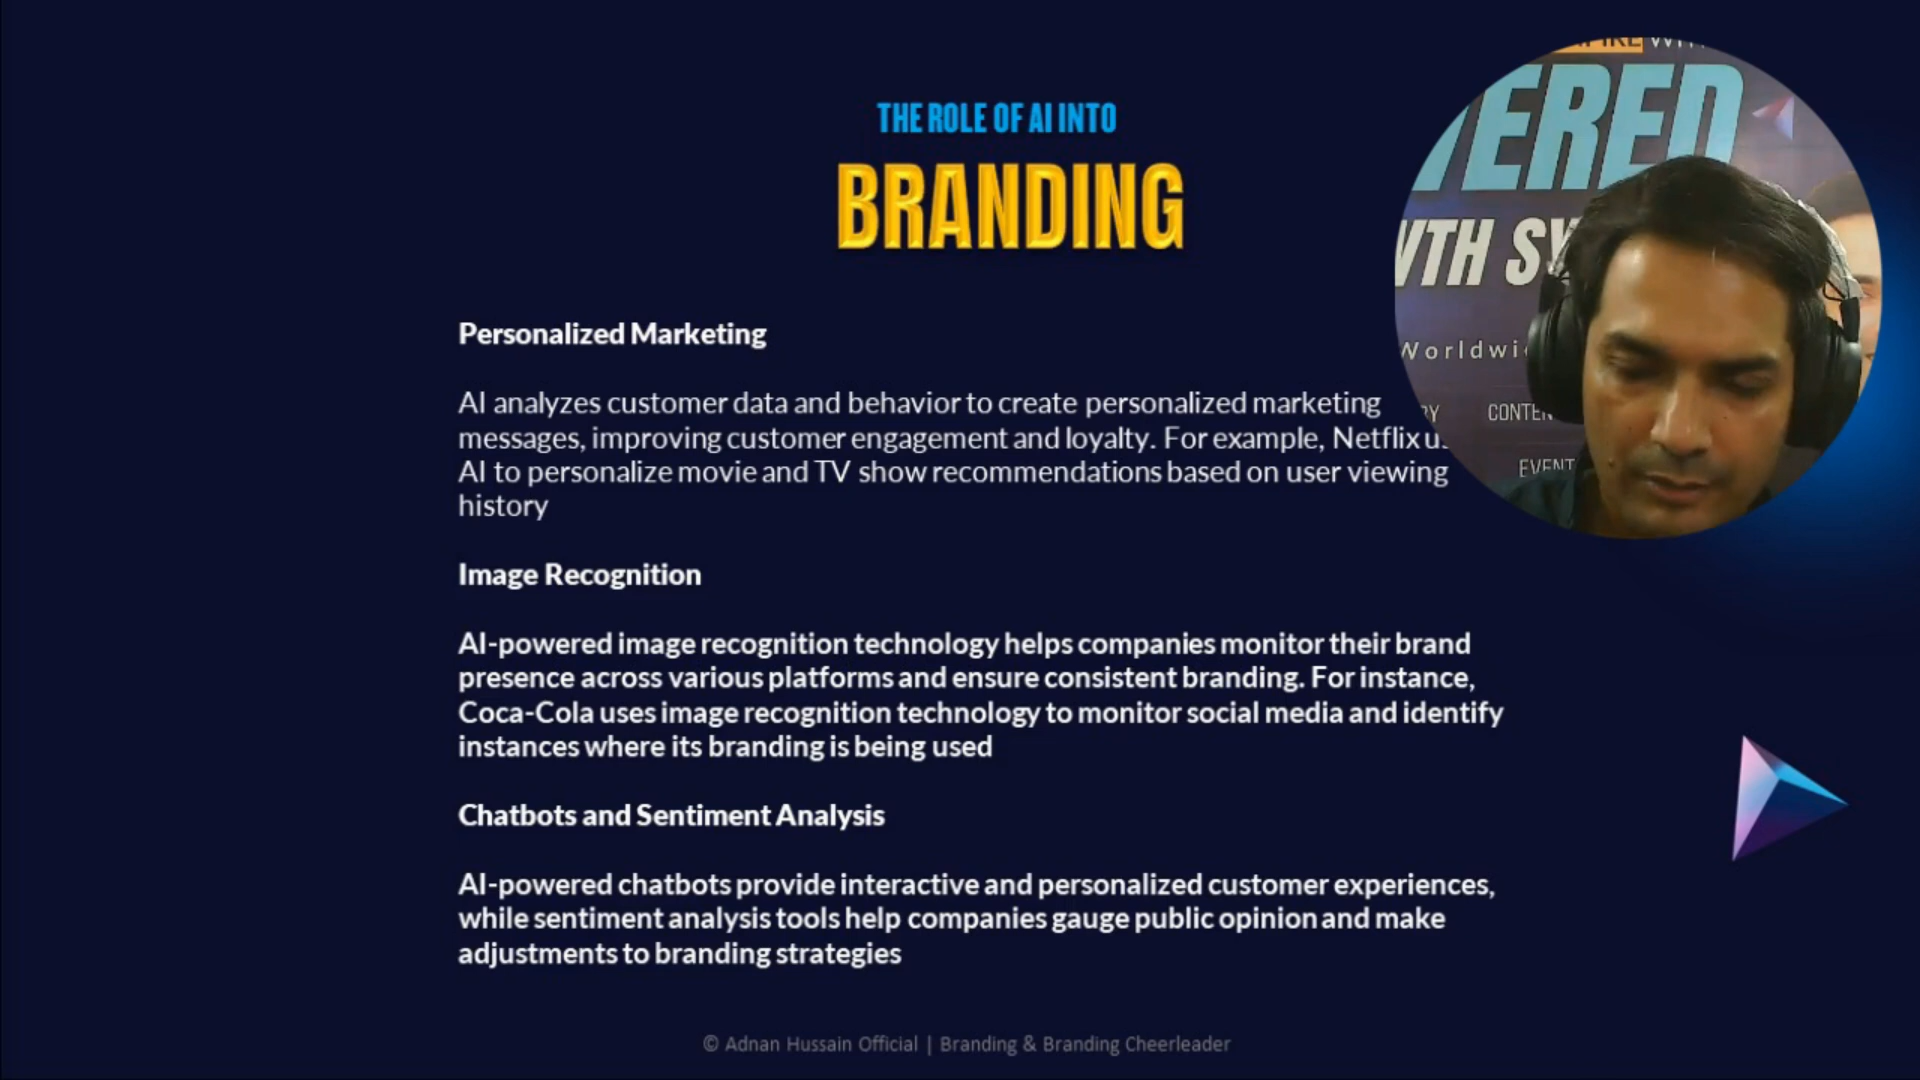 THE ROLE OF AI INTO
BRANDING
Personalized Marketing
AI analyzes customer data and behavior to create personalized marketing
messages, improving customer engagement and loyalty. For example, Netflix
AI to personalize movie and TV show recommendations based on user viewing
history
Image Recognition
AI-powered image recognition technology helps companies monitor their brand
presence across various platforms and ensure consistent branding. For instance,
Coca-Cola uses image recognition technology to monitor social media and identify
instances where its branding is being used
Chatbots and Sentiment Analysis
AI-powered chatbots provide interactive and personalized customer experiences,
while sentiment analysis tools help companies gauge public opinion and make
adjustments to branding strategies
© Adnan Hussain Official | Branding & Branding Cheerleader
ERED
WTH SY
Worldwi
CONTEN
EVENT